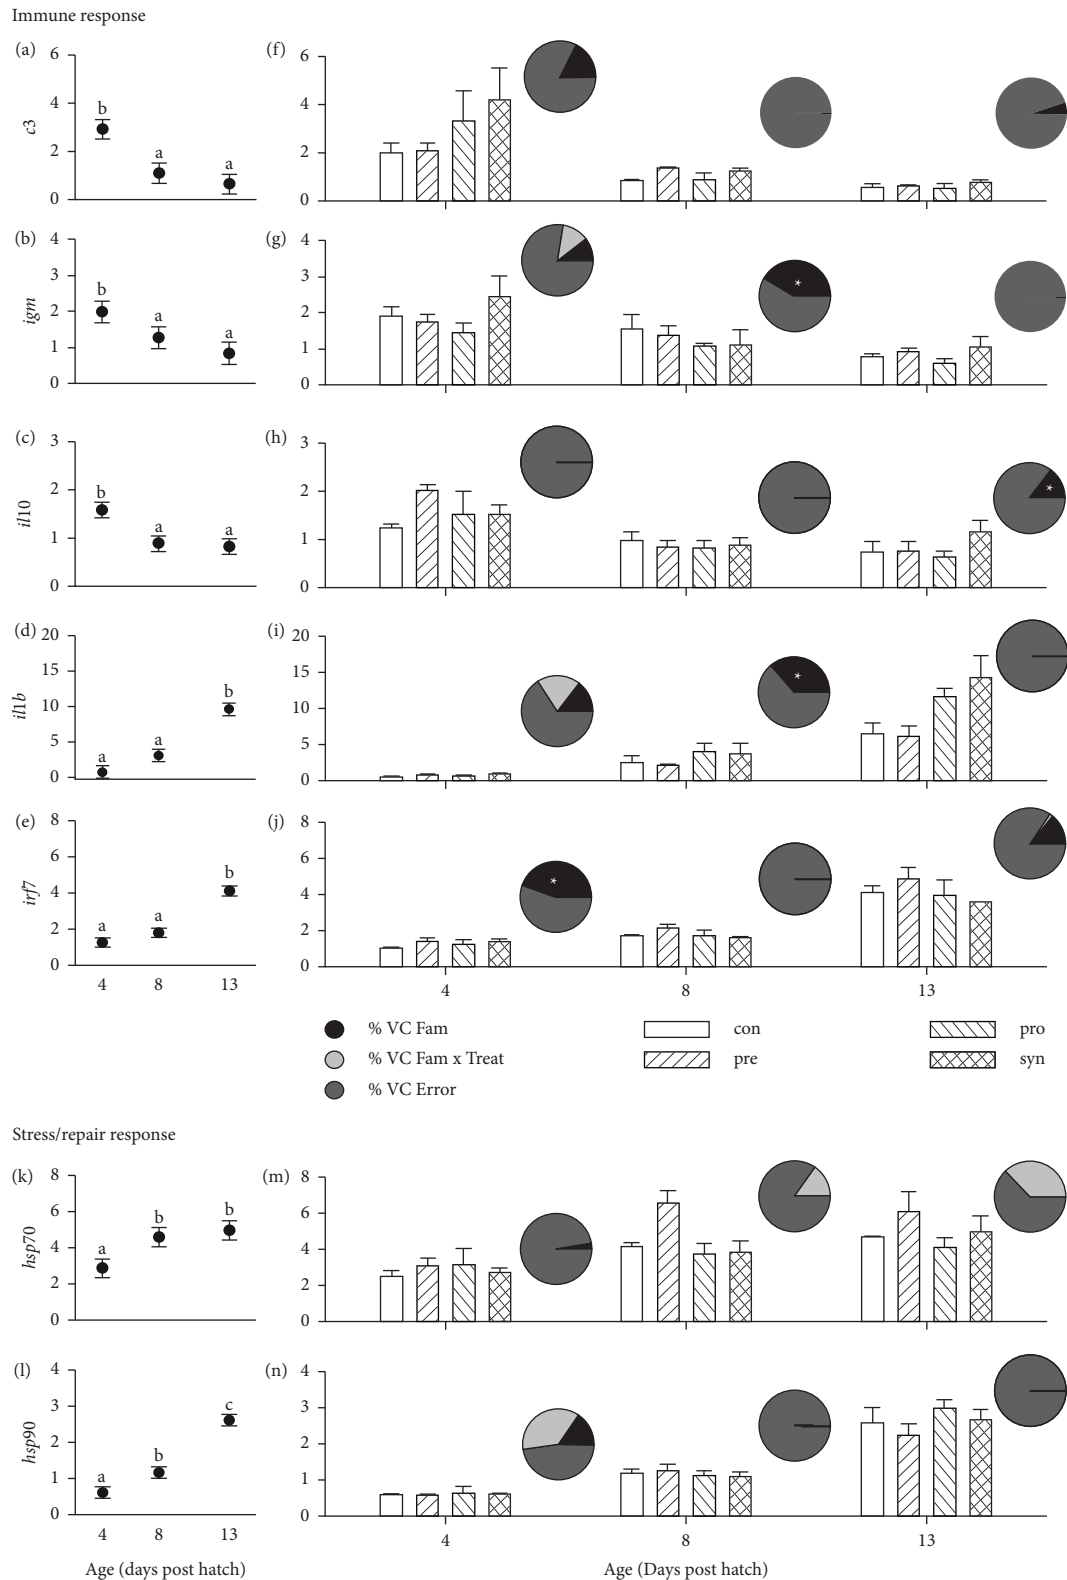 Immune response
(a) 6 4 2 0 c3 b a a
(f) 6 4 2 0
(b) 4 3 2 1 0 igm b a a
(g) 4 3 2 1 0 *
(c) 3 2 1 0 il10 b a a
(h) 3 2 1 0 *
(d) 20 15 10 5 0 il1b a a b
(i) 20 15 10 5 0 *
(e) 8 6 4 2 0 irf7 a a b
(j) 8 6 4 2 0 *
4 8 13
4 8 13
% VC Fam con pro
% VC Fam x Treat pre syn
% VC Error
Stress/repair response
(k) 8 6 4 2 0 hsp70 a b b
(m) 8 6 4 2 0
(l) 4 3 2 1 0 hsp90 a b c
(n) 4 3 2 1 0
4 8 13
4 8 13
Age (days post hatch)
Age (Days post hatch)